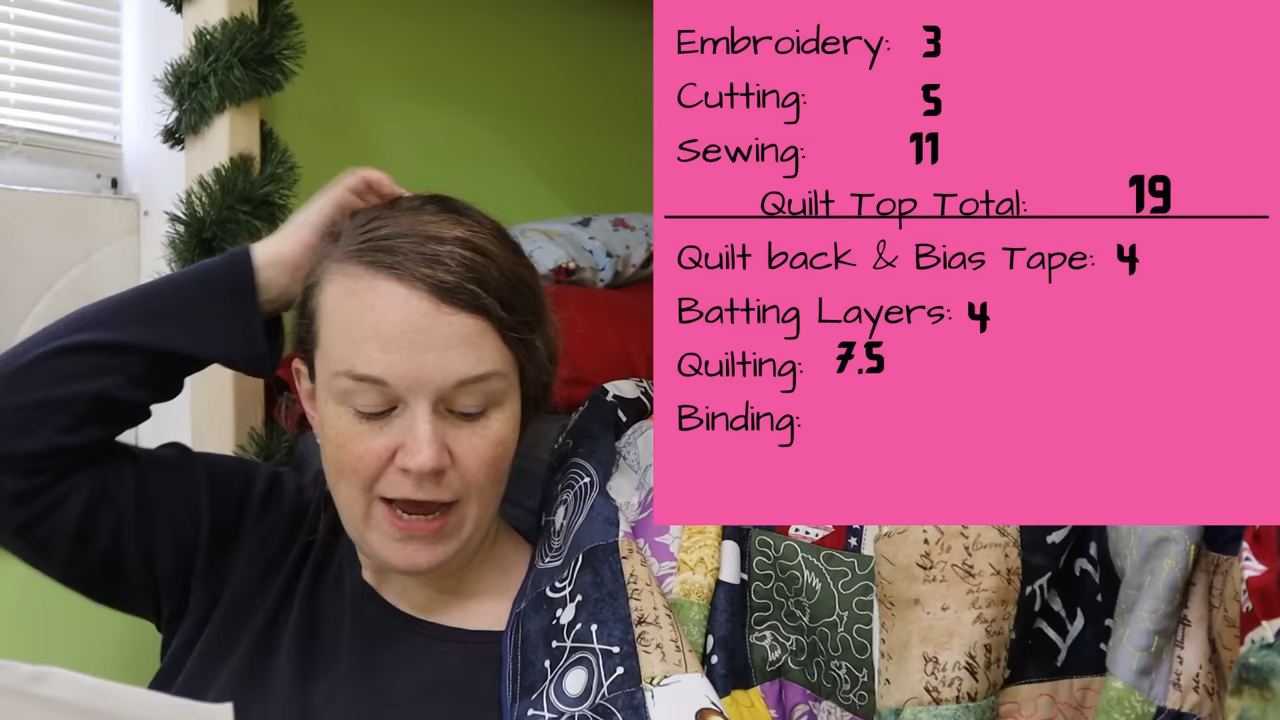 Embroidery: 3
Cutting: 5
Sewing: 11
Quilt Top Total: 19
Quilt back & Bias Tape: 4
Batting Layers: 4
Quilting: 7.5
Binding: